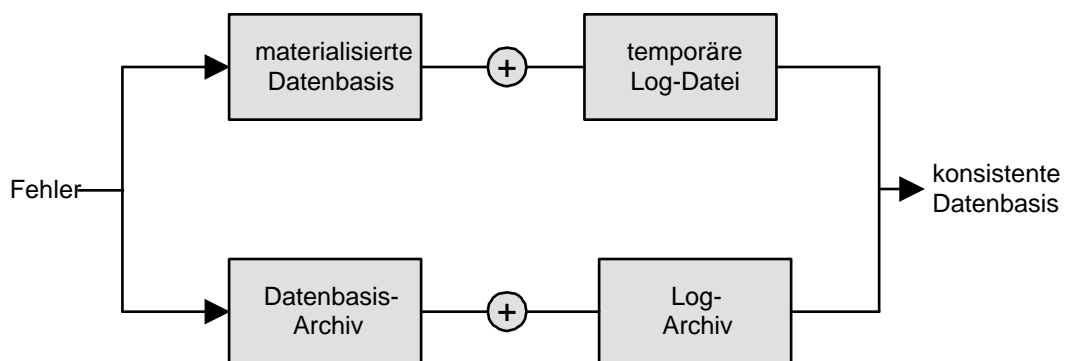 materialisierte
Datenbasis
+
temporäre
Log-Datei
Fehler
konsistente
Datenbasis
Datenbasis-
Archiv
+
Log-
Archiv